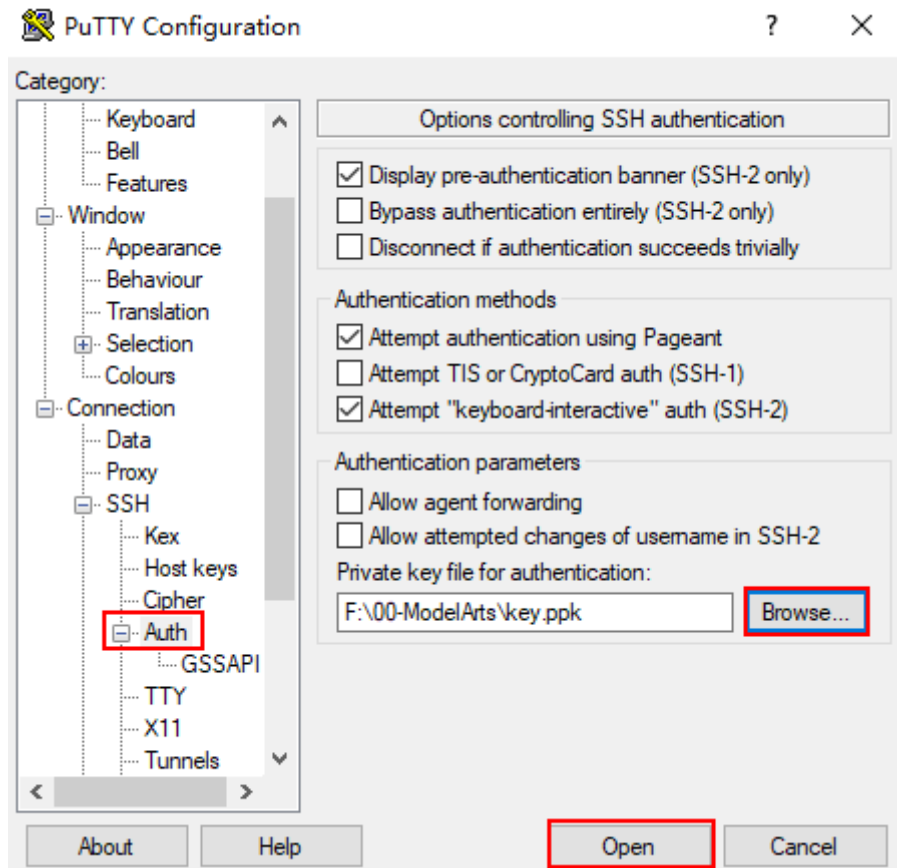 PuTTY Configuration
?
Category:
Keyboard
Bell
Features
Window
Appearance
Behaviour
Translation
Selection
Colours
Connection
Data
Proxy
SSH
Kex
Host keys
Cipher
Auth
GSSAPI
TTY
X11
Tunnels
Options controlling SSH authentication
Display pre-authentication banner (SSH-2 only)
Bypass authentication entirely (SSH-2 only)
Disconnect if authentication succeeds trivially
Authentication methods
Attempt authentication using Pageant
Attempt TIS or CryptoCard auth (SSH-1)
Attempt "keyboard-interactive" auth (SSH-2)
Authentication parameters
Allow agent forwarding
Allow attempted changes of username in SSH-2
Private key file for authentication:
F:\00-ModelArts\key.ppk Browse...
About Help Open Cancel